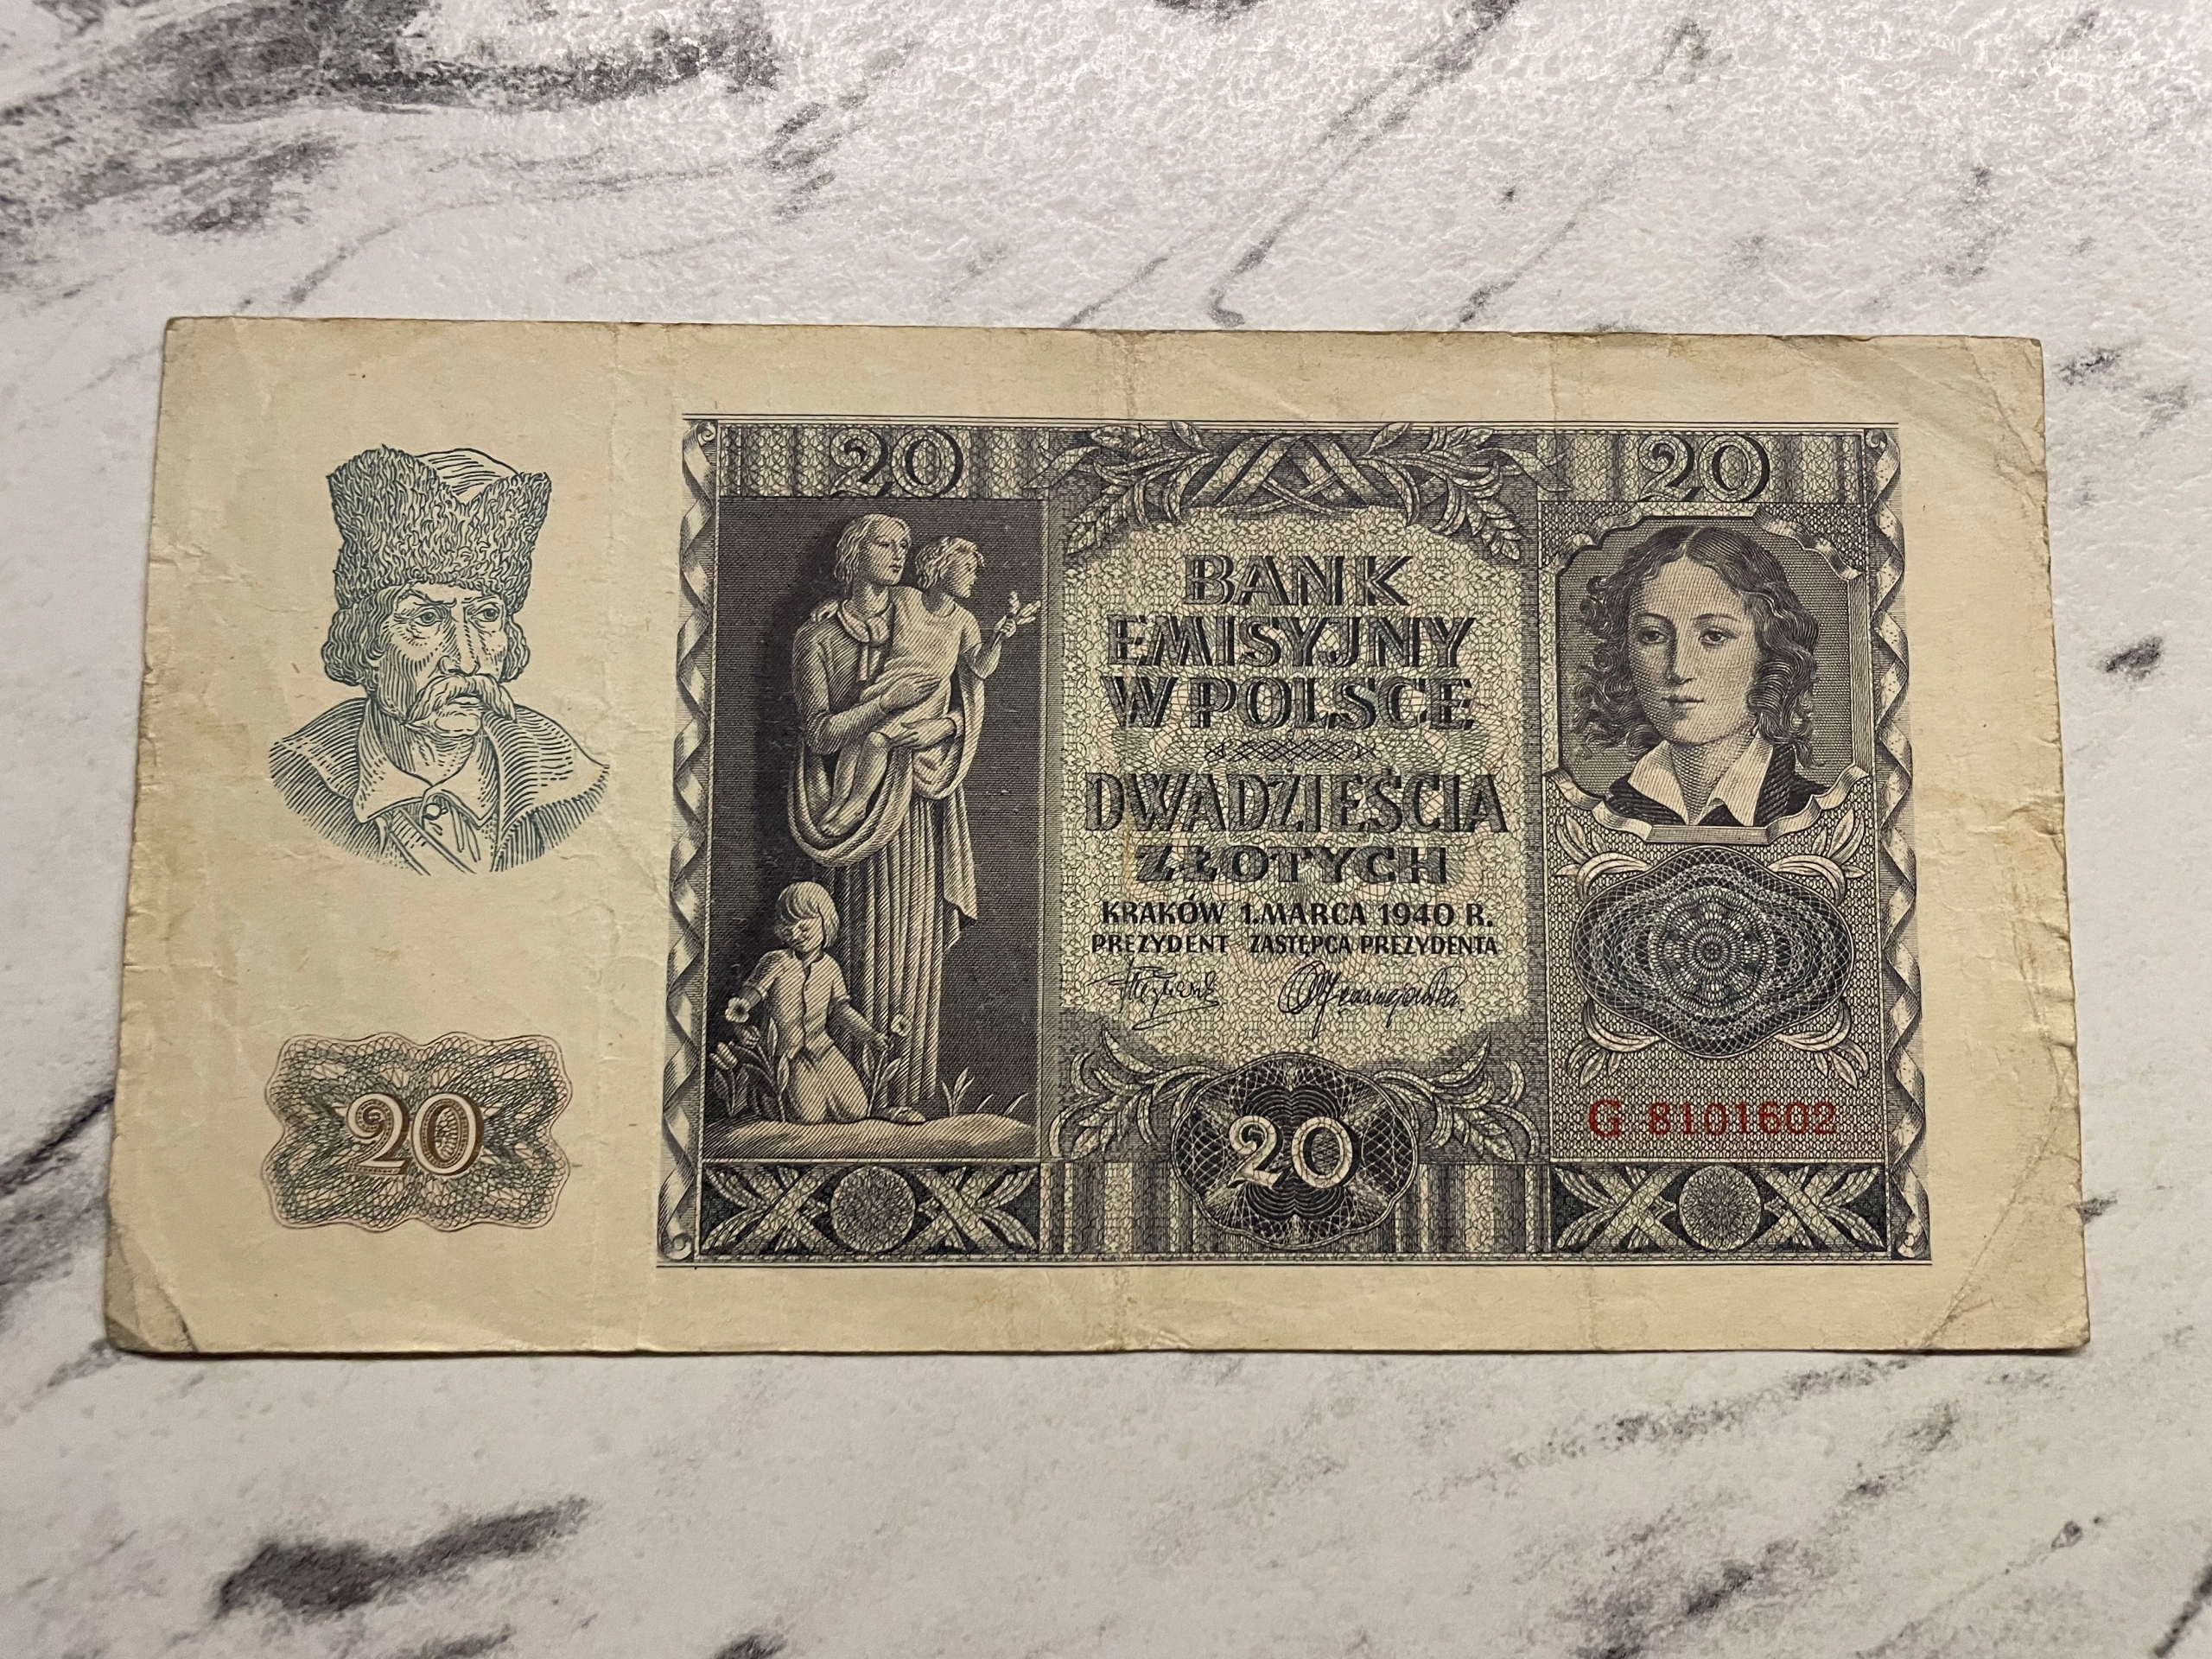 20 20
BANK
EMISYJNY
W POLSCE
DWADZIEŚCIA
ZŁOTYCH
KRAKÓW 1. MARCA 1940 R.
PREZYDENT ZASTĘPCA PREZYDENTA
G 8101602
20
20